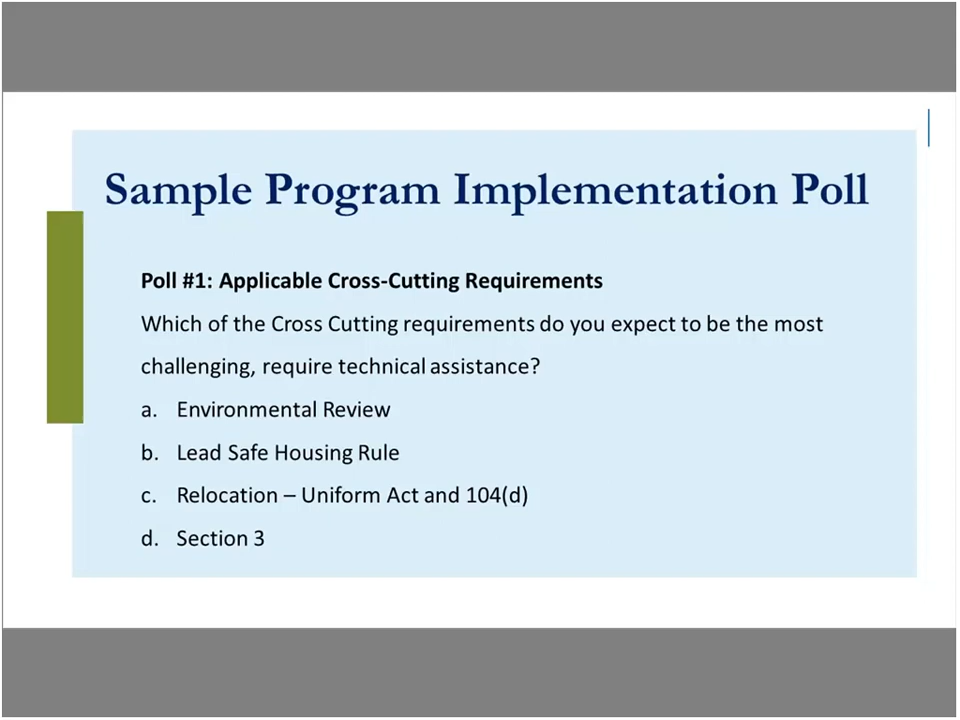 Sample Program Implementation Poll
Poll #1: Applicable Cross-Cutting Requirements
Which of the Cross Cutting requirements do you expect to be the most
challenging, require technical assistance?
a. Environmental Review
b. Lead Safe Housing Rule
c. Relocation – Uniform Act and 104(d)
d. Section 3